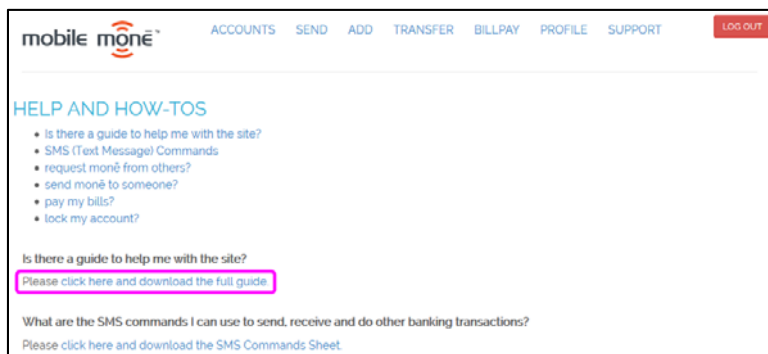 mobile monē™
ACCOUNTS SEND ADD TRANSFER BILLPAY PROFILE SUPPORT LOG OUT
HELP AND HOW-TOS
• Is there a guide to help me with the site?
• SMS (Text Message) Commands
• request monē from others?
• send monē to someone?
• pay my bills?
• lock my account?
Is there a guide to help me with the site?
Please click here and download the full guide.
What are the SMS commands I can use to send, receive and do other banking transactions?
Please click here and download the SMS Commands Sheet.